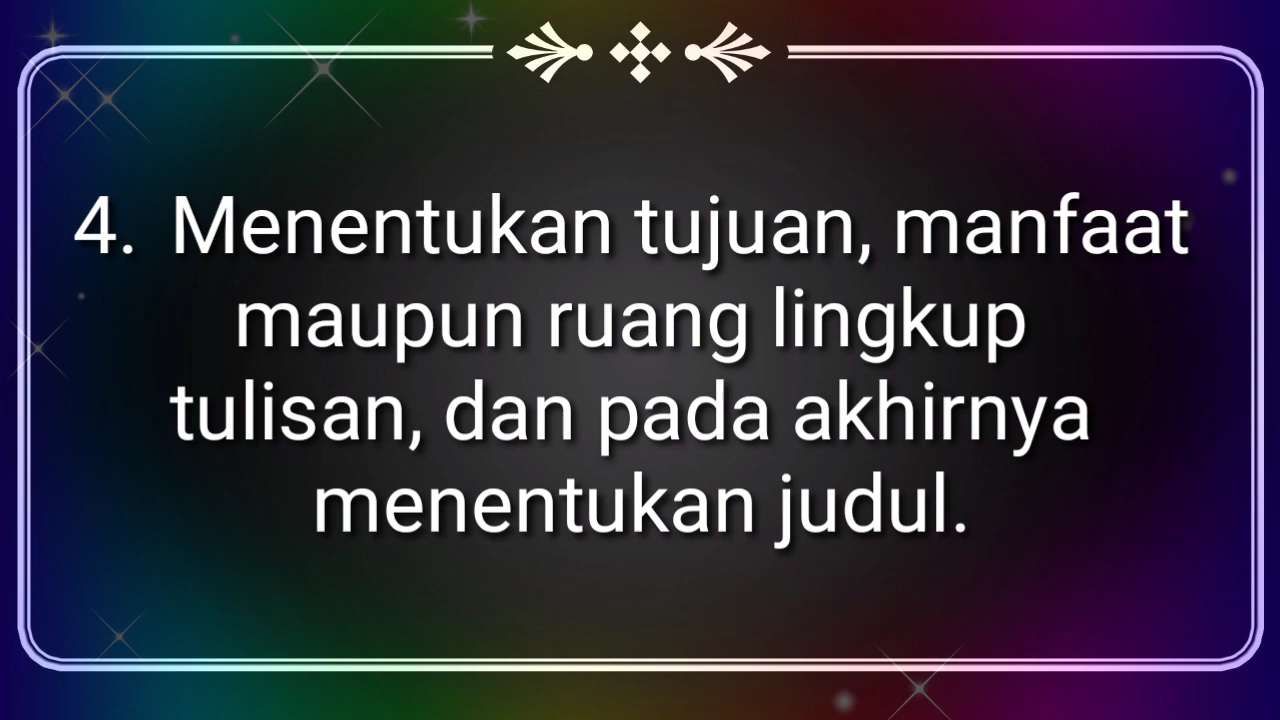 4. Menentukan tujuan, manfaat
maupun ruang lingkup
tulisan, dan pada akhirnya
menentukan judul.